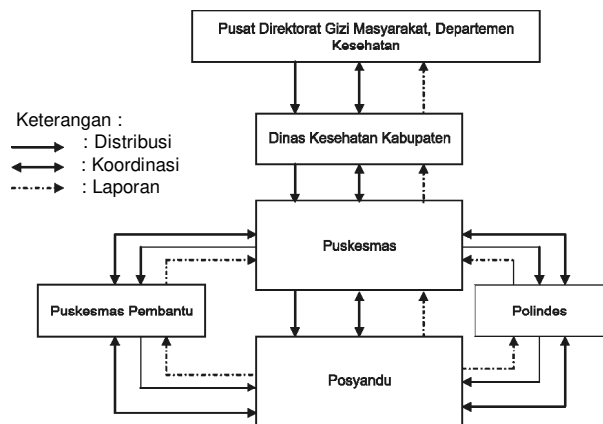 Pusat Direktorat Gizi Masyarakat, Departemen
Kesehatan
Keterangan :
: Distribusi
: Koordinasi
: Laporan
Dinas Kesehatan Kabupaten
Puskesmas
Puskesmas Pembantu
Polindes
Posyandu